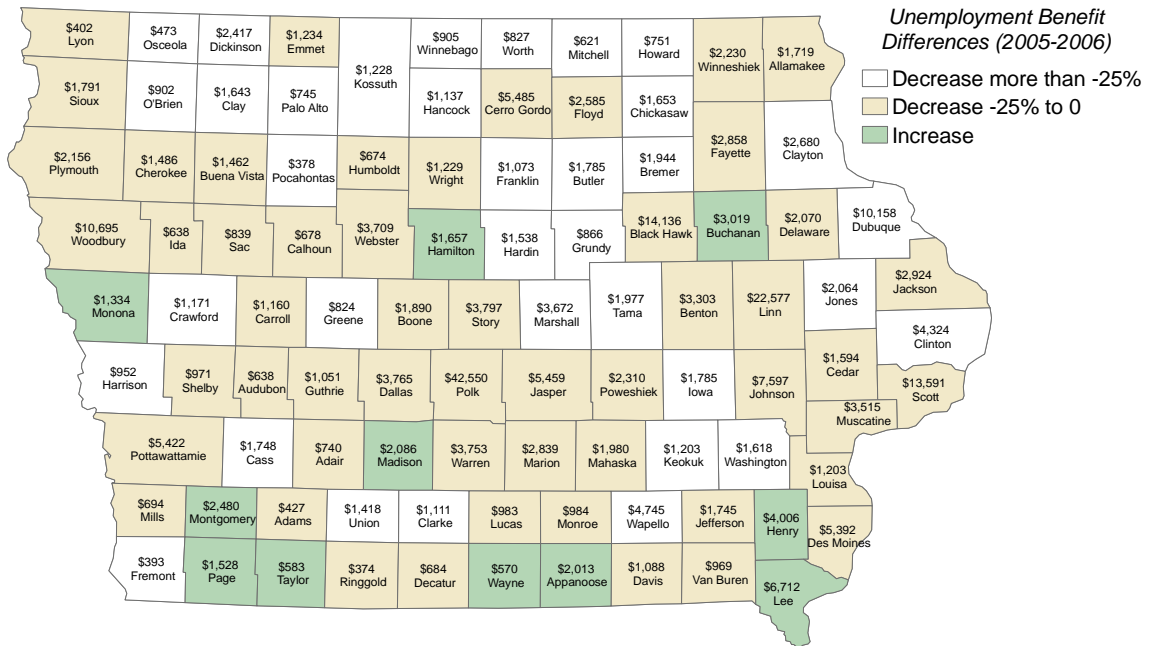 Unemployment Benefit
Differences (2005-2006)
Decrease more than -25%
Decrease -25% to 0
Increase
$402
Lyon
$473
Osceola
$2,417
Dickinson
$1,234
Emmet
$1,228
Kossuth
$905
Winnebago
$827
Worth
$621
Mitchell
$751
Howard
$2,230
Winneshiek
$1,719
Allamakee
$1,791
Sioux
$902
O'Brien
$1,643
Clay
$745
Palo Alto
$1,137
Hancock
$5,485
Cerro Gordo
$2,585
Floyd
$1,653
Chickasaw
$2,156
Plymouth
$1,486
Cherokee
$1,462
Buena Vista
$378
Pocahontas
$674
Humboldt
$1,229
Wright
$1,073
Franklin
$1,785
Butler
$1,944
Bremer
$2,858
Fayette
$2,680
Clayton
$10,695
Woodbury
$638
Ida
$839
Sac
$678
Calhoun
$3,709
Webster
$1,657
Hamilton
$1,538
Hardin
$866
Grundy
$14,136
Black Hawk
$3,019
Buchanan
$2,070
Delaware
$10,158
Dubuque
$1,334
Monona
$1,171
Crawford
$1,160
Carroll
$824
Greene
$1,890
Boone
$3,797
Story
$3,672
Marshall
$1,977
Tama
$3,303
Benton
$22,577
Linn
$2,064
Jones
$2,924
Jackson
$4,324
Clinton
$952
Harrison
$971
Shelby
$638
Audubon
$1,051
Guthrie
$3,765
Dallas
$42,550
Polk
$5,459
Jasper
$2,310
Poweshiek
$1,785
Iowa
$7,597
Johnson
$1,594
Cedar
$13,591
Scott
$3,515
Muscatine
$5,422
Pottawattamie
$1,748
Cass
$740
Adair
$2,086
Madison
$3,753
Warren
$2,839
Marion
$1,980
Mahaska
$1,203
Keokuk
$1,618
Washington
$1,203
Louisa
$694
Mills
$2,480
Montgomery
$427
Adams
$1,418
Union
$1,111
Clarke
$983
Lucas
$984
Monroe
$4,745
Wapello
$1,745
Jefferson
$4,006
Henry
$5,392
Des Moines
$393
Fremont
$1,528
Page
$583
Taylor
$374
Ringgold
$684
Decatur
$570
Wayne
$2,013
Appanoose
$1,088
Davis
$969
Van Buren
$6,712
Lee